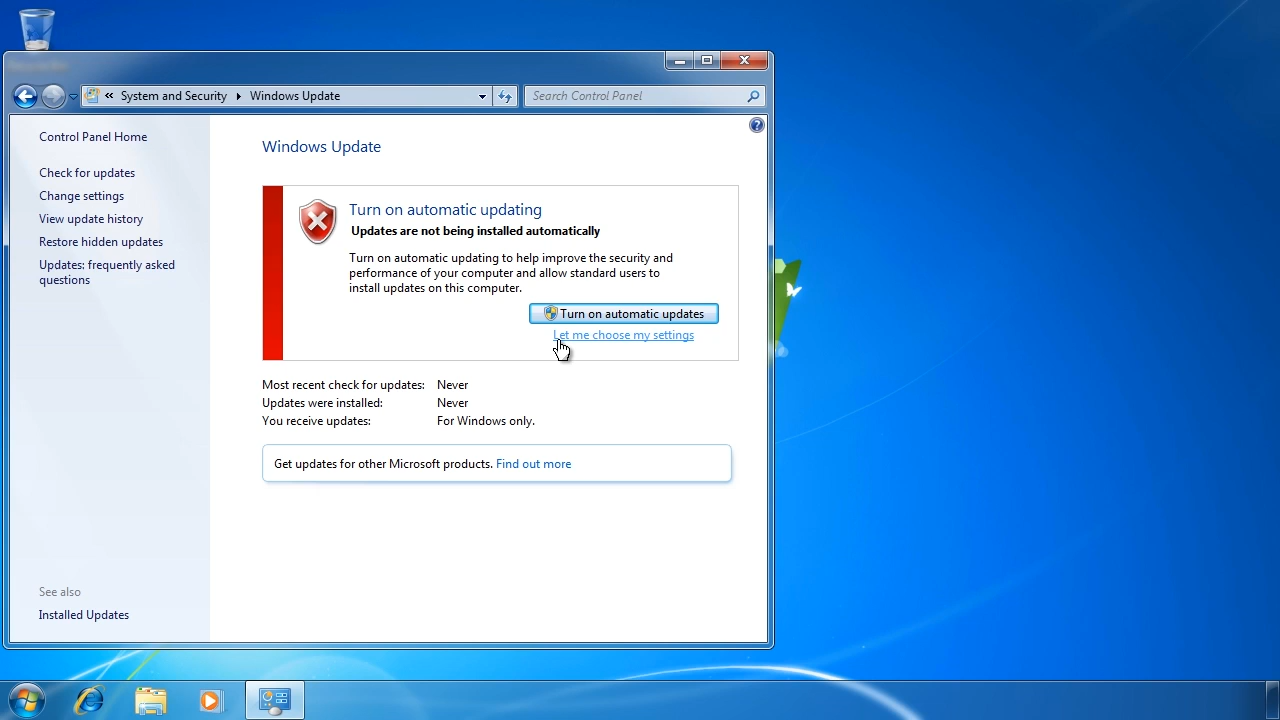 « System and Security ▸ Windows Update
Search Control Panel
Control Panel Home
Check for updates
Change settings
View update history
Restore hidden updates
Updates: frequently asked
questions
See also
Installed Updates
Windows Update
Turn on automatic updating
Updates are not being installed automatically
Turn on automatic updating to help improve the security and
performance of your computer and allow standard users to
install updates on this computer.
Turn on automatic updates
Let me choose my settings
Most recent check for updates: Never
Updates were installed: Never
You receive updates: For Windows only.
Get updates for other Microsoft products. Find out more